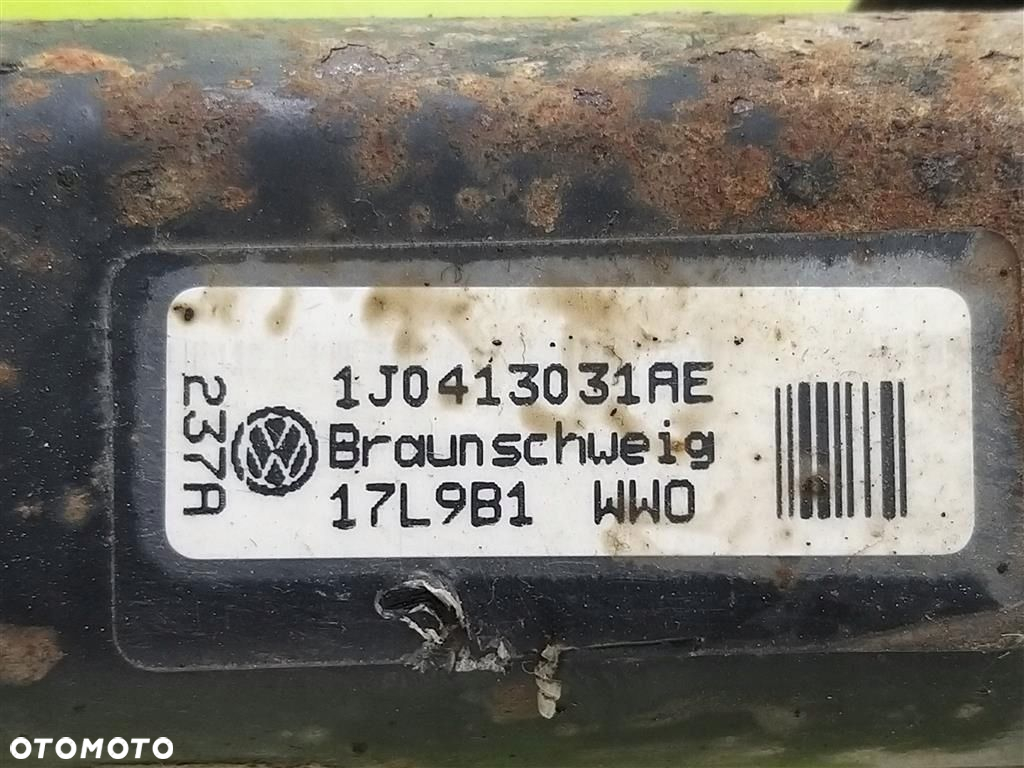 237A
1J0413031AE
Braunschweig
17L9B1 WWO
OTOMOTO